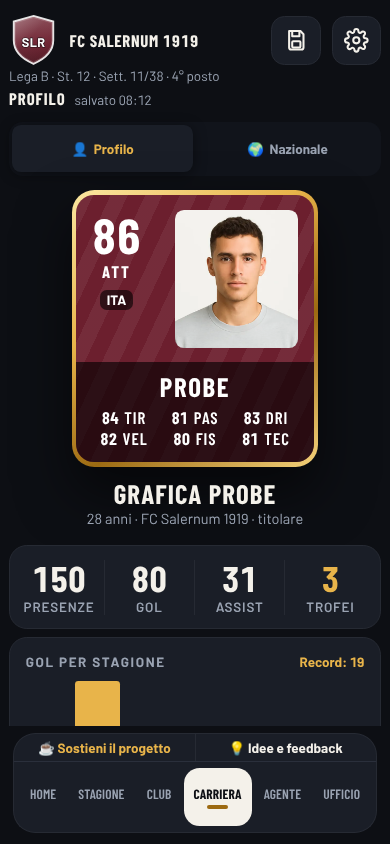 SLR
FC SALERNUM 1919
Lega B · St. 12 · Sett. 11/38 · 4° posto
PROFILO salvato 08:12
Profilo Nazionale
86
ATT
ITA
PROBE
84 TIR 81 PAS 83 DRI
82 VEL 80 FIS 81 TEC
GRAFICA PROBE
28 anni · FC Salernum 1919 · titolare
150 80 31 3
PRESENZE GOL ASSIST TROFEI
GOL PER STAGIONE Record: 19
Sostieni il progetto Idee e feedback
HOME STAGIONE CLUB CARRIERA AGENTE UFFICIO